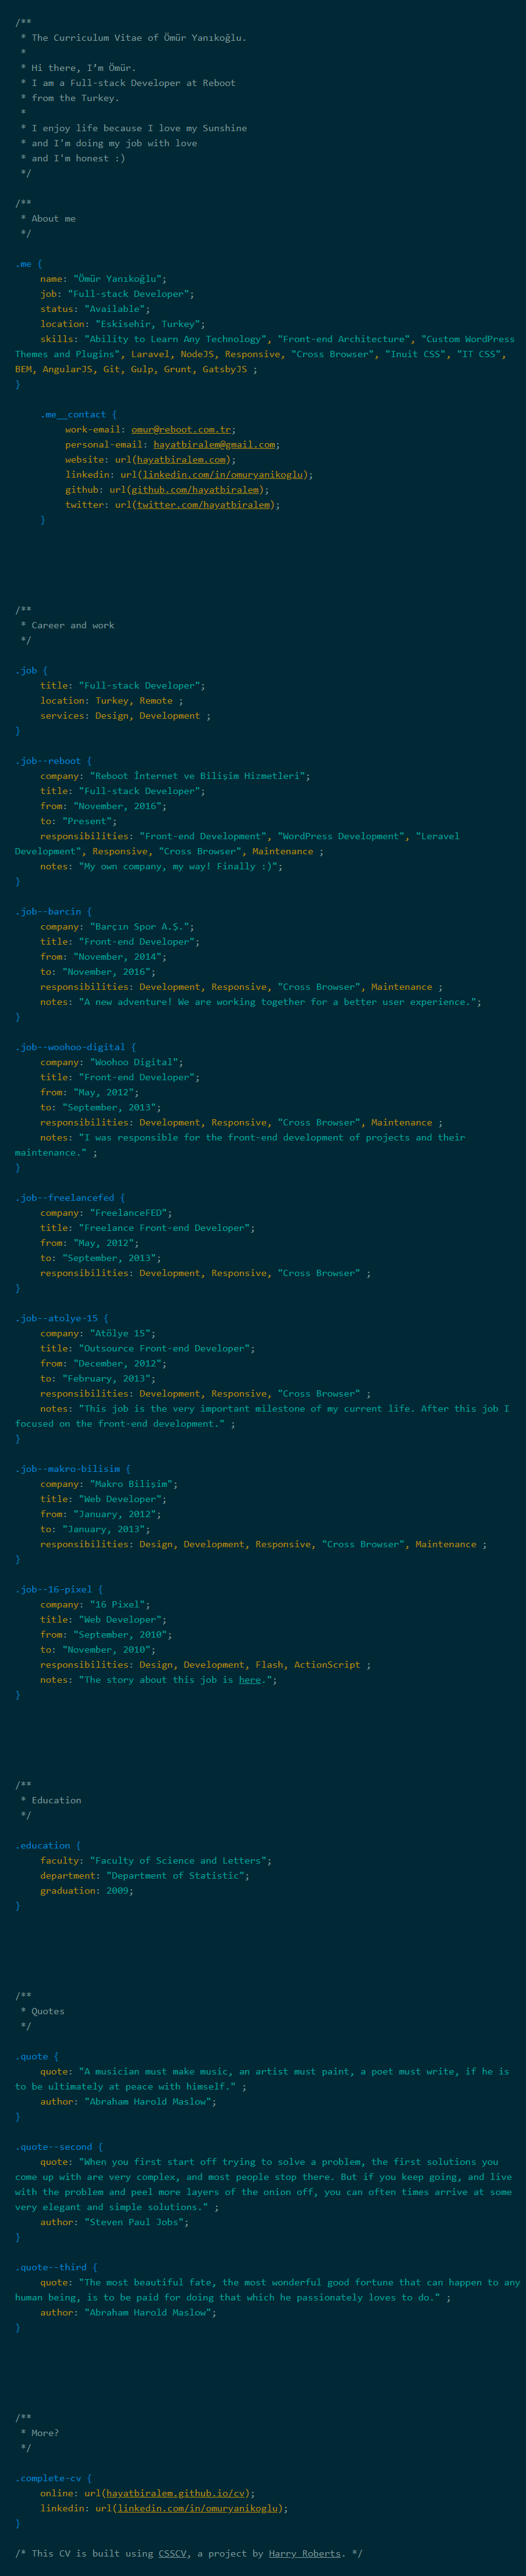 /**
 * The Curriculum Vitae of Ömür Yanıkoğlu.
 *
 * Hi there, I’m Ömür.
 * I am a Full-stack Developer at Reboot
 * from the Turkey.
 *
 * I enjoy life because I love my Sunshine
 * and I'm doing my job with love
 * and I'm honest :)
 */

/**
 * About me
 */

.me {
name: "Ömür Yanıkoğlu";
job: "Full-stack Developer";
status: "Available";
location: "Eskisehir, Turkey";
skills: "Ability to Learn Any Technology", "Front-end Architecture", "Custom WordPress
Themes and Plugins", Laravel, NodeJS, Responsive, "Cross Browser", "Inuit CSS", "IT CSS",
BEM, AngularJS, Git, Gulp, Grunt, GatsbyJS ;
}

.me__contact {
work-email: omur@reboot.com.tr;
personal-email: hayatbiralem@gmail.com;
website: url(hayatbiralem.com);
linkedin: url(linkedin.com/in/omuryanikoglu);
github: url(github.com/hayatbiralem);
twitter: url(twitter.com/hayatbiralem);
}

/**
 * Career and work
 */

.job {
title: "Full-stack Developer";
location: Turkey, Remote ;
services: Design, Development ;
}

.job--reboot {
company: "Reboot İnternet ve Bilişim Hizmetleri";
title: "Full-stack Developer";
from: "November, 2016";
to: "Present";
responsibilities: "Front-end Development", "WordPress Development", "Leravel
Development", Responsive, "Cross Browser", Maintenance ;
notes: "My own company, my way! Finally :)";
}

.job--barcin {
company: "Barçın Spor A.Ş.";
title: "Front-end Developer";
from: "November, 2014";
to: "November, 2016";
responsibilities: Development, Responsive, "Cross Browser", Maintenance ;
notes: "A new adventure! We are working together for a better user experience.";
}

.job--woohoo-digital {
company: "Woohoo Digital";
title: "Front-end Developer";
from: "May, 2012";
to: "September, 2013";
responsibilities: Development, Responsive, "Cross Browser", Maintenance ;
notes: "I was responsible for the front-end development of projects and their
maintenance." ;
}

.job--freelancefed {
company: "FreelanceFED";
title: "Freelance Front-end Developer";
from: "May, 2012";
to: "September, 2013";
responsibilities: Development, Responsive, "Cross Browser" ;
}

.job--atolye-15 {
company: "Atölye 15";
title: "Outsource Front-end Developer";
from: "December, 2012";
to: "February, 2013";
responsibilities: Development, Responsive, "Cross Browser" ;
notes: "This job is the very important milestone of my current life. After this job I
focused on the front-end development." ;
}

.job--makro-bilisim {
company: "Makro Bilişim";
title: "Web Developer";
from: "January, 2012";
to: "January, 2013";
responsibilities: Design, Development, Responsive, "Cross Browser", Maintenance ;
}

.job--16-pixel {
company: "16 Pixel";
title: "Web Developer";
from: "September, 2010";
to: "November, 2010";
responsibilities: Design, Development, Flash, ActionScript ;
notes: "The story about this job is here.";
}

/**
 * Education
 */

.education {
faculty: "Faculty of Science and Letters";
department: "Department of Statistic";
graduation: 2009;
}

/**
 * Quotes
 */

.quote {
quote: "A musician must make music, an artist must paint, a poet must write, if he is
to be ultimately at peace with himself." ;
author: "Abraham Harold Maslow";
}

.quote--second {
quote: "When you first start off trying to solve a problem, the first solutions you
come up with are very complex, and most people stop there. But if you keep going, and live
with the problem and peel more layers of the onion off, you can often times arrive at some
very elegant and simple solutions." ;
author: "Steven Paul Jobs";
}

.quote--third {
quote: "The most beautiful fate, the most wonderful good fortune that can happen to any
human being, is to be paid for doing that which he passionately loves to do." ;
author: "Abraham Harold Maslow";
}

/**
 * More?
 */

.complete-cv {
online: url(hayatbiralem.github.io/cv);
linkedin: url(linkedin.com/in/omuryanikoglu);
}

/* This CV is built using CSSCV, a project by Harry Roberts. */